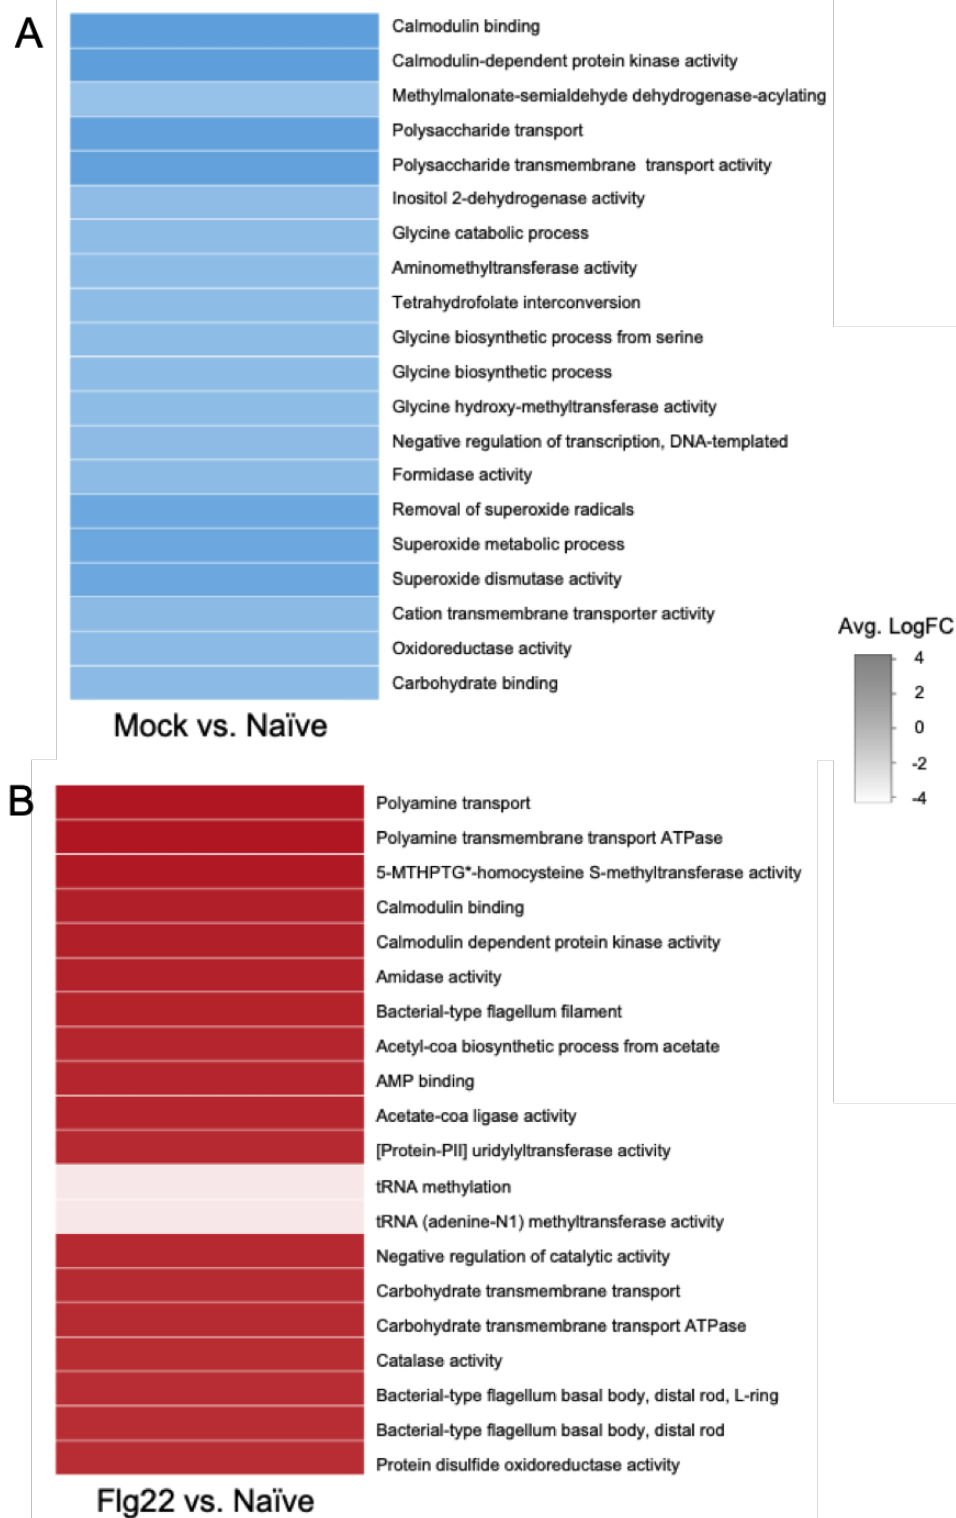 A
Calmodulin binding
Calmodulin-dependent protein kinase activity
Methylmalonate-semialdehyde dehydrogenase-acylating
Polysaccharide transport
Polysaccharide transmembrane transport activity
Inositol 2-dehydrogenase activity
Glycine catabolic process
Aminomethyltransferase activity
Tetrahydrofolate interconversion
Glycine biosynthetic process from serine
Glycine biosynthetic process
Glycine hydroxy-methyltransferase activity
Negative regulation of transcription, DNA-templated
Formidase activity
Removal of superoxide radicals
Superoxide metabolic process
Superoxide dismutase activity
Cation transmembrane transporter activity
Oxidoreductase activity
Carbohydrate binding
Mock vs. Naïve
Avg. LogFC
4
2
0
-2
-4
B
Polyamine transport
Polyamine transmembrane transport ATPase
5-MTHPTG*-homocysteine S-methyltransferase activity
Calmodulin binding
Calmodulin dependent protein kinase activity
Amidase activity
Bacterial-type flagellum filament
Acetyl-coa biosynthetic process from acetate
AMP binding
Acetate-coa ligase activity
[Protein-PII] uridylyltransferase activity
tRNA methylation
tRNA (adenine-N1) methyltransferase activity
Negative regulation of catalytic activity
Carbohydrate transmembrane transport
Carbohydrate transmembrane transport ATPase
Catalase activity
Bacterial-type flagellum basal body, distal rod, L-ring
Bacterial-type flagellum basal body, distal rod
Protein disulfide oxidoreductase activity
Flg22 vs. Naïve